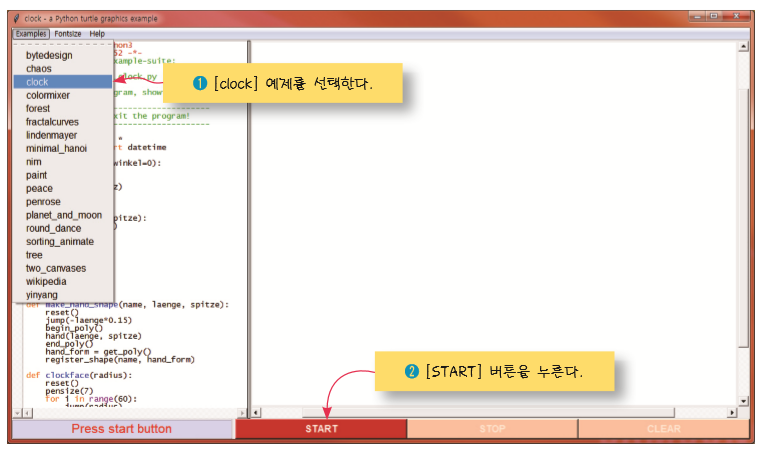 clock - a Python turtle graphics example
Examples Fontsize Help
bytedesign
chaos
clock
colormixer
forest
fractalcurves
lindenmayer
minimal_hanoi
nim
paint
peace
penrose
planet_and_moon
round_dance
sorting_animate
tree
two_canvases
wikipedia
yinyang
hon3
52 -*-
xample-suite:
clock.py
gram, show
xit the program!
*
rt datetime
winkel=0):
z)
pitze):
)
❶ [clock] 예제를 선택한다.
def make_hand_shape(name, laenge, spitze):
reset()
jump(-laenge*0.15)
begin_poly()
hand(laenge, spitze)
end_poly()
hand_form = get_poly()
register_shape(name, hand_form)
def clockface(radius):
reset()
pensize(7)
for i in range(60):
jump(radius)
❷ [START] 버튼을 누른다.
Press start button
START
STOP
CLEAR